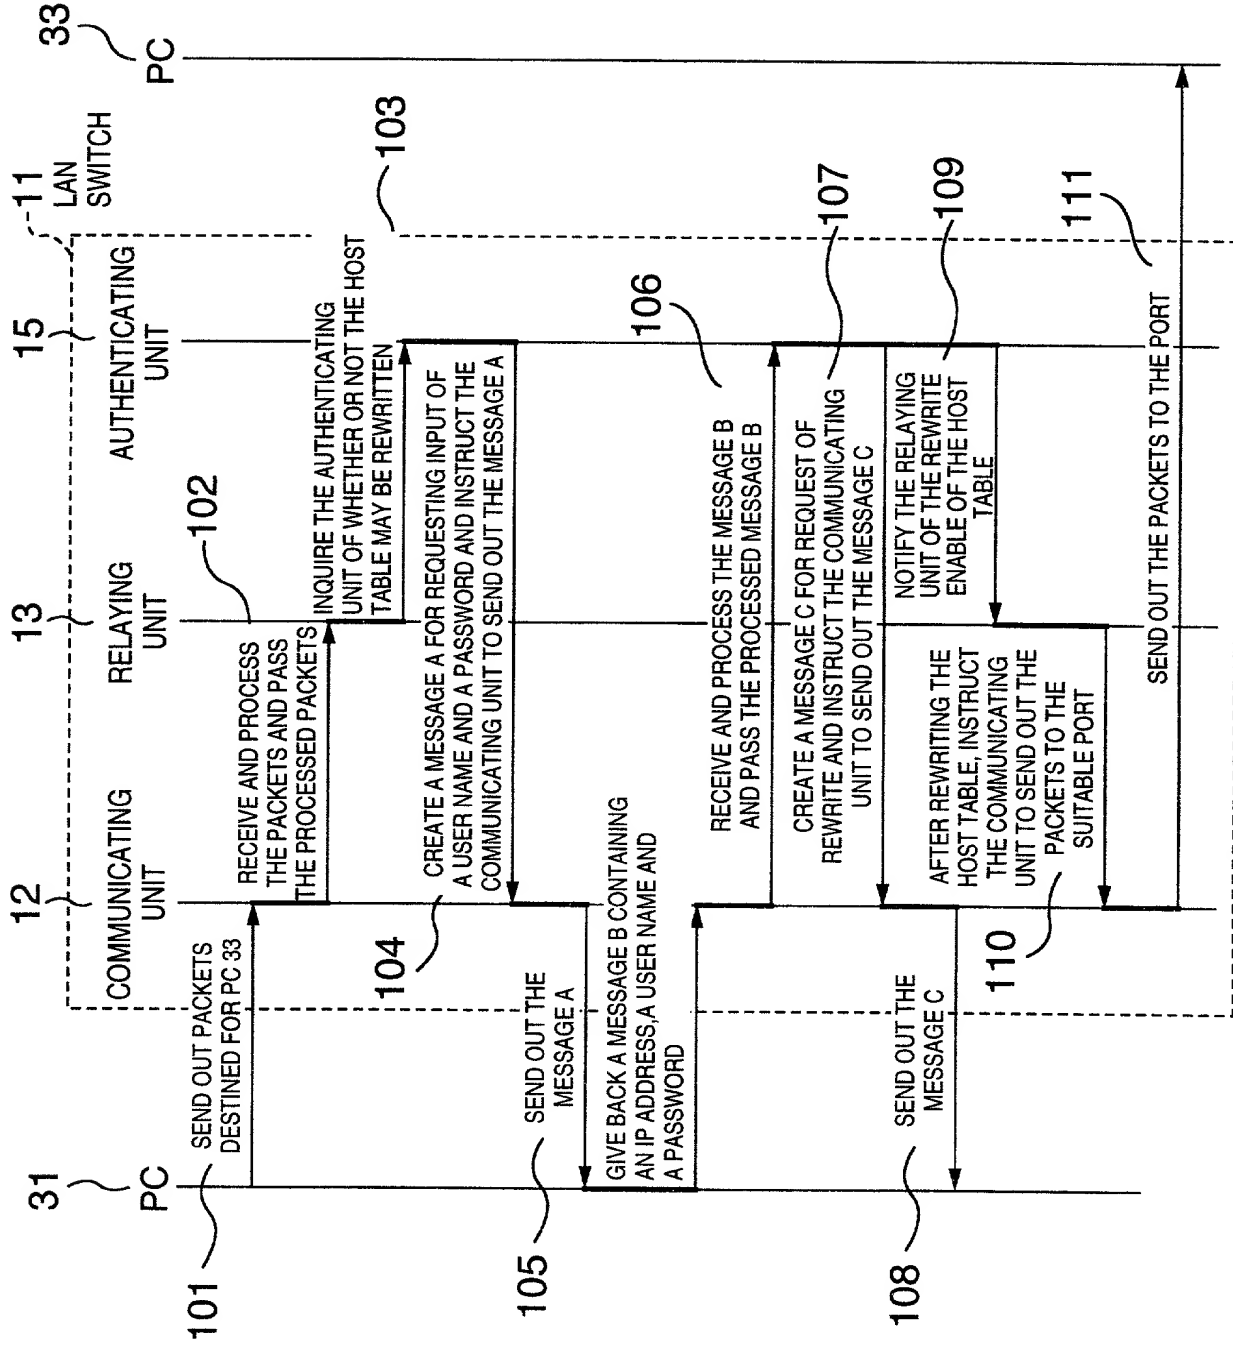 31
PC
12
COMMUNICATING
UNIT
13
RELAYING
UNIT
15
AUTHENTICATING
UNIT
11
LAN
SWITCH
33
PC
101
SEND OUT PACKETS
DESTINED FOR PC 33
102
RECEIVE AND PROCESS
THE PACKETS AND PASS
THE PROCESSED PACKETS
103
INQUIRE THE AUTHENTICATING
UNIT OF WHETHER OR NOT THE HOST
TABLE MAY BE REWRITTEN
104
CREATE A MESSAGE A FOR REQUESTING INPUT OF
A USER NAME AND A PASSWORD AND INSTRUCT THE
COMMUNICATING UNIT TO SEND OUT THE MESSAGE A
105
SEND OUT THE
MESSAGE A
GIVE BACK A MESSAGE B CONTAINING
AN IP ADDRESS,A USER NAME AND
A PASSWORD
106
RECEIVE AND PROCESS THE MESSAGE B
AND PASS THE PROCESSED MESSAGE B
107
CREATE A MESSAGE C FOR REQUEST OF
REWRITE AND INSTRUCT THE COMMUNICATING
UNIT TO SEND OUT THE MESSAGE C
108
SEND OUT THE
MESSAGE C
109
NOTIFY THE RELAYING
UNIT OF THE REWRITE
ENABLE OF THE HOST
TABLE
110
AFTER REWRITING THE
HOST TABLE, INSTRUCT
THE COMMUNICATING
UNIT TO SEND OUT THE
PACKETS TO THE
SUITABLE PORT
111
SEND OUT THE PACKETS TO THE PORT